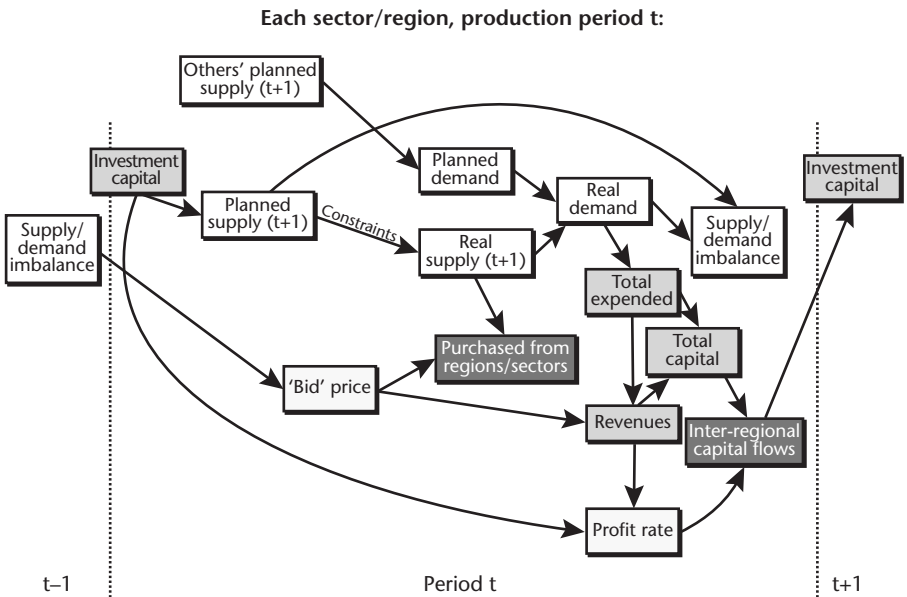 Each sector/region, production period t:
Others’ planned
supply (t+1)
Investment
capital
Planned
supply (t+1)
Constraints
Planned
demand
Real
demand
Real
supply (t+1)
Supply/
demand
imbalance
Supply/
demand
imbalance
Investment
capital
Total
expended
Total
capital
Purchased from
regions/sectors
‘Bid’ price
Revenues
Inter-regional
capital flows
Profit rate
t–1
Period t
t+1